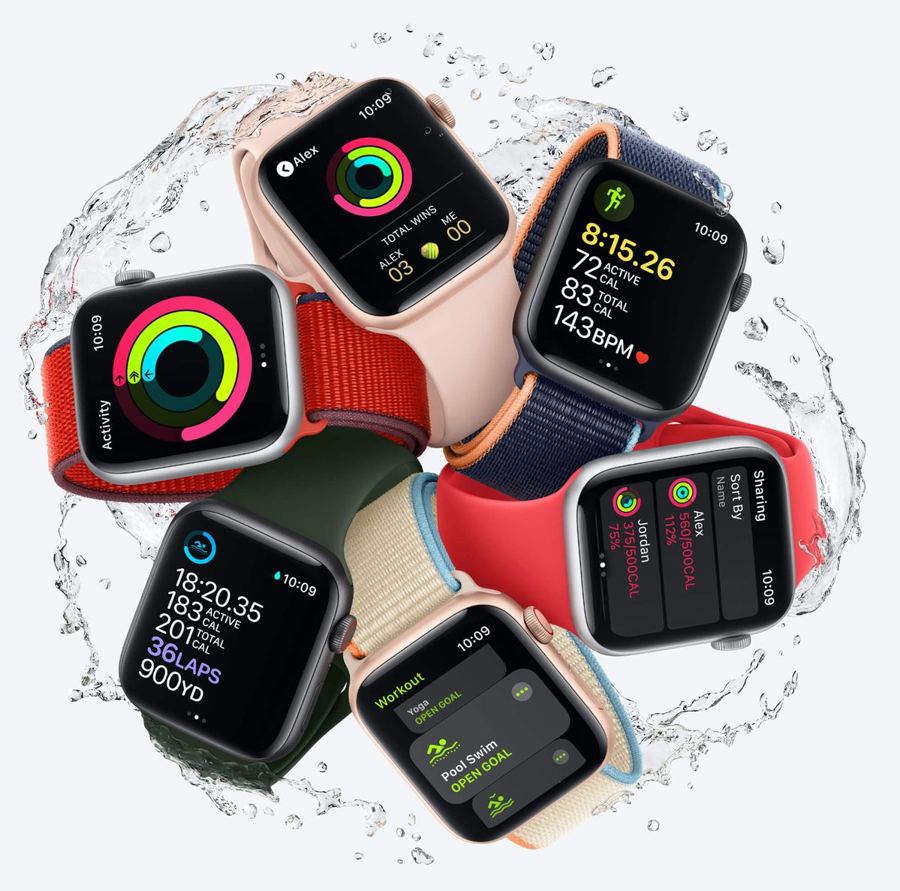 10:09
Alex
TOTAL WINS
ALEX ME
03 00
10:09
8:15.26
72 ACTIVE CAL
83 TOTAL CAL
143BPM
10:09
Activity
Sharing 10:09
Sort By
Name
Alex
560/500CAL
112%
Jordan
375/500CAL
75%
10:09
18:20.35
183 ACTIVE CAL
201 TOTAL CAL
36LAPS
900YD
10:09
Workout
Yoga
OPEN GOAL
Pool Swim
OPEN GOAL